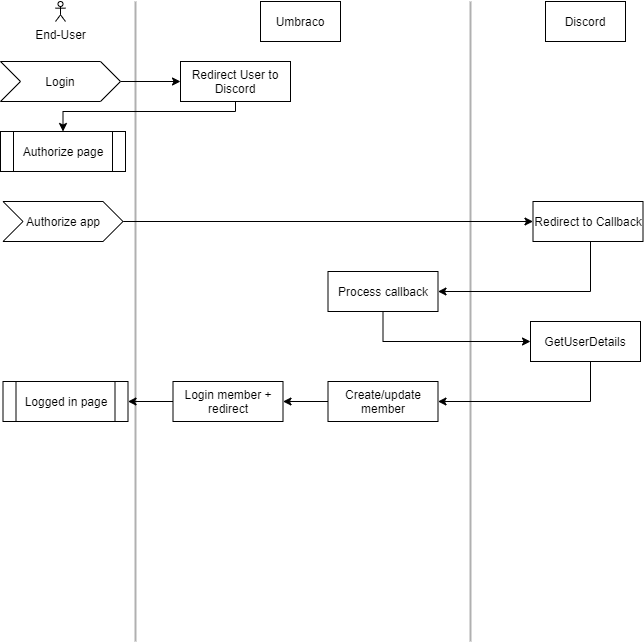 End-User
Umbraco
Discord
Login
Redirect User to
Discord
Authorize page
Authorize app
Redirect to Callback
Process callback
GetUserDetails
Logged in page
Login member +
redirect
Create/update
member